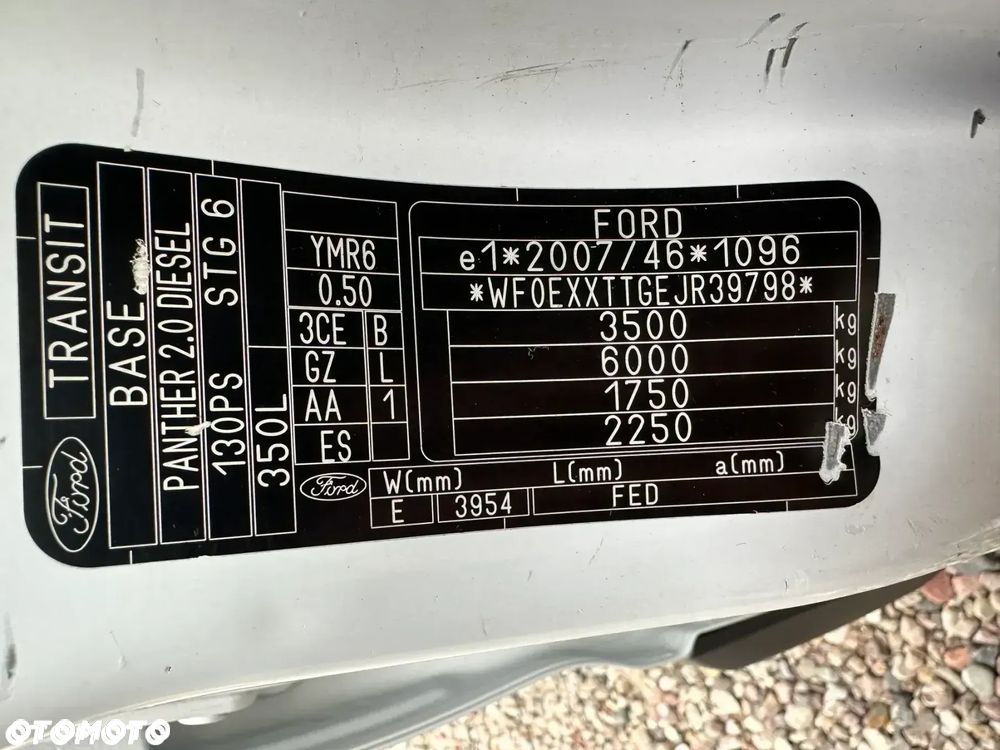 TRANSIT
Ford
BASE
PANTHER 2.0 DIESEL
130PS STG 6
350L
YMR6
0.50
3CE B
GZ L
AA 1
ES
Ford
FORD
e1*2007/46*1096
*WF0EXXTTGEJR39798*
3500 kg
6000 kg
1750 kg
2250 kg
W(mm) L(mm) a(mm)
E 3954 FED
OTOMOTO